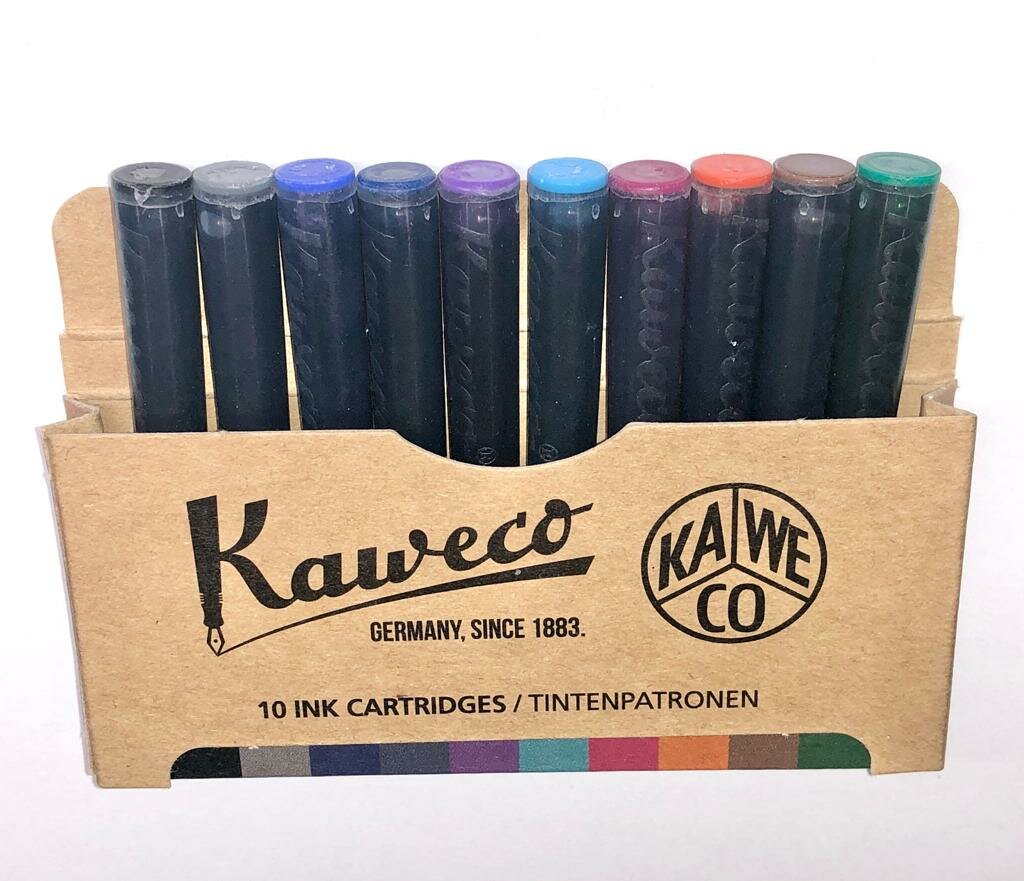 Kaweco
GERMANY, SINCE 1883.
KA WE
CO
10 INK CARTRIDGES / TINTENPATRONEN